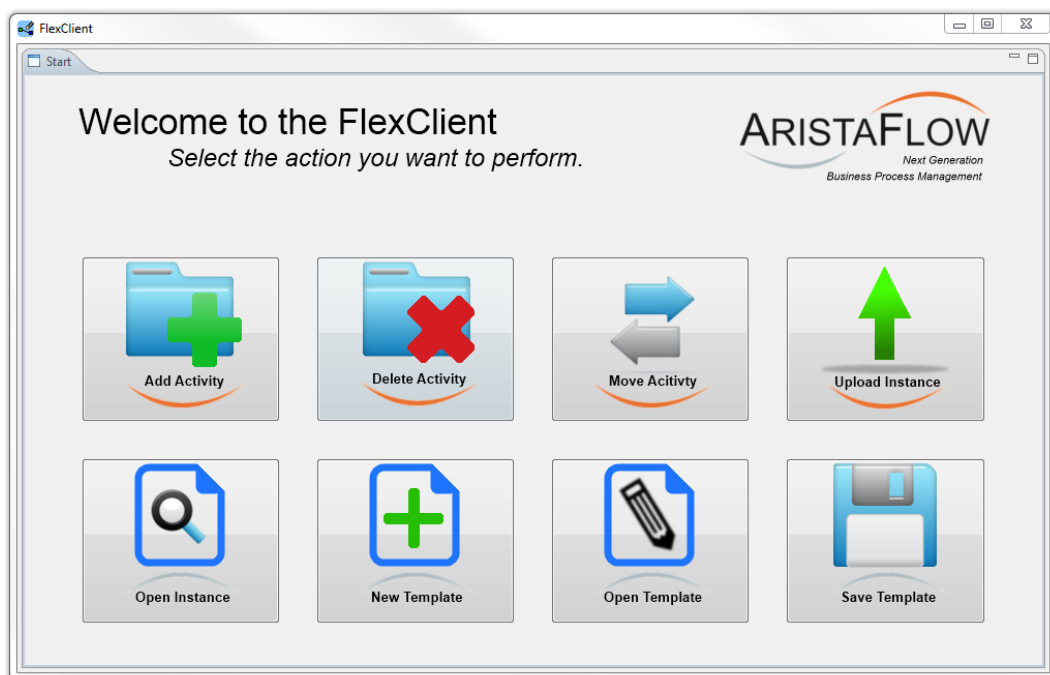 FlexClient
Start
Welcome to the FlexClient
Select the action you want to perform.
ARISTAFLOW
Next Generation
Business Process Management
Add Activity
Delete Activity
Move Acitivty
Upload Instance
Open Instance
New Template
Open Template
Save Template